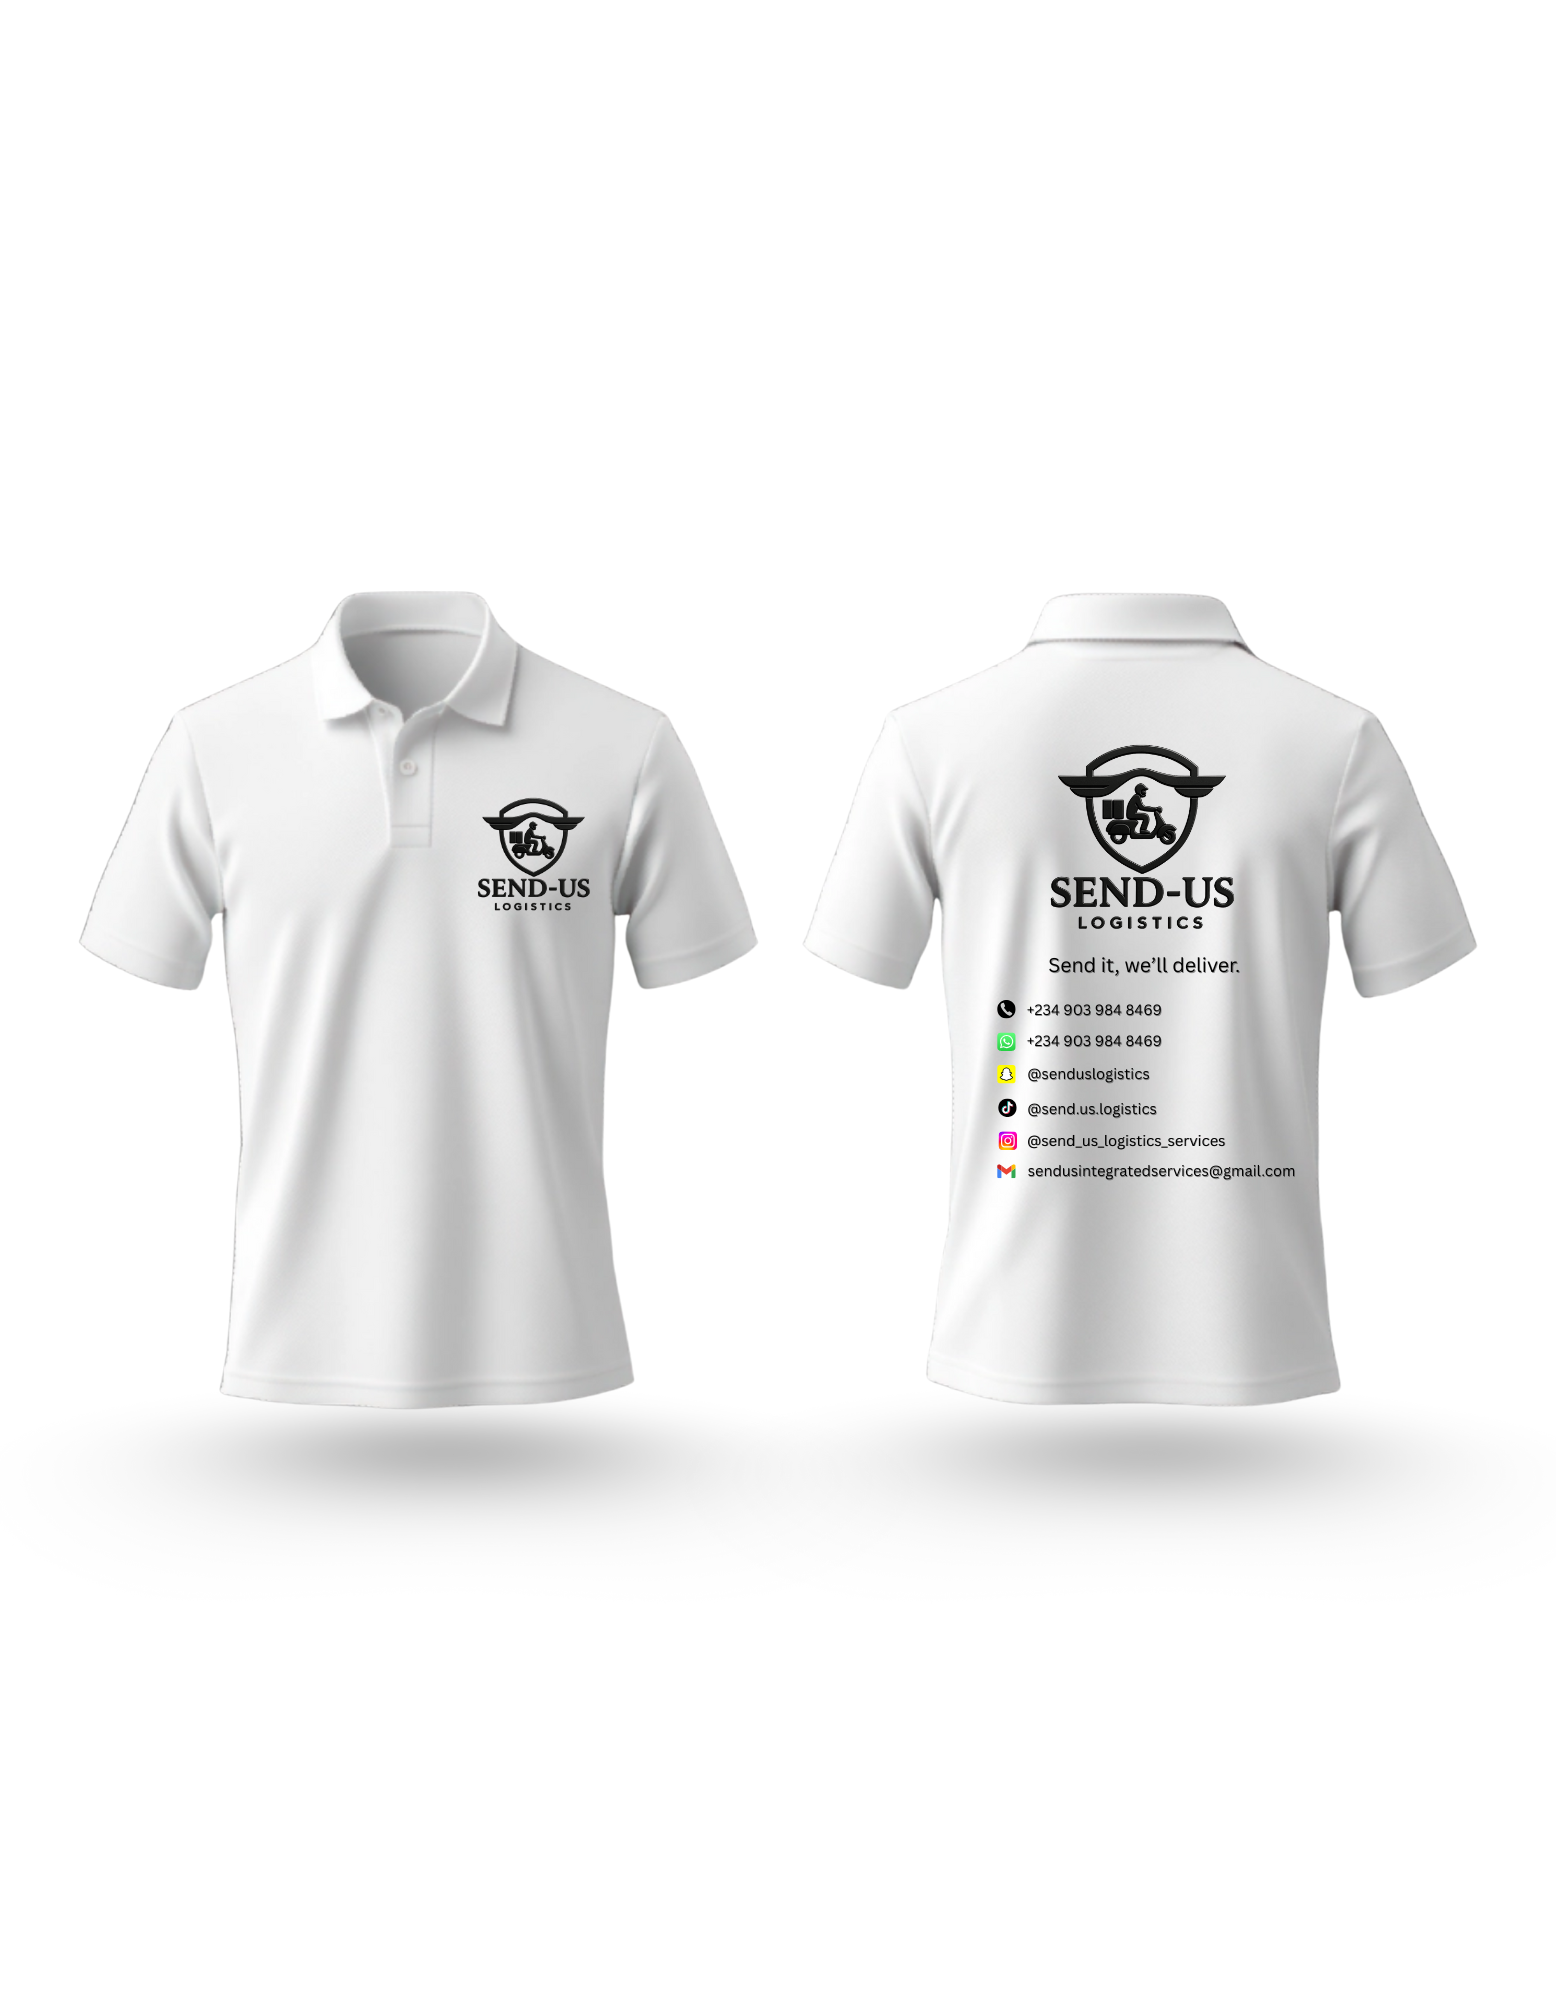 SEND-US
LOGISTICS
SEND-US
LOGISTICS
Send it, we’ll deliver.
+234 903 984 8469
+234 903 984 8469
@senduslogistics
@send.us.logistics
@send_us_logistics_services
sendusintegratedservices@gmail.com